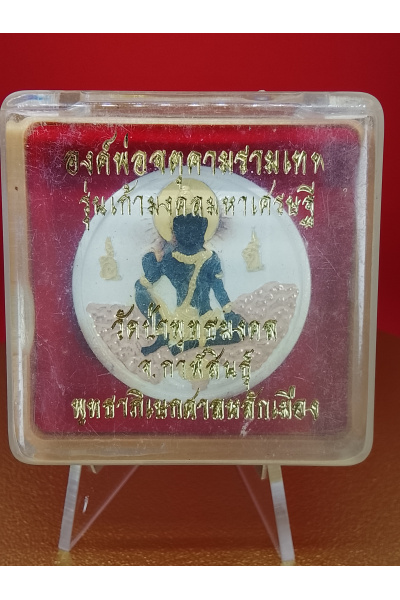 องค์พ่อจตุคามรามเทพ
รุ่นเก้ามงคลมหาเศรษฐี
วัดป่าพุทธมงคล
จ.กาฬสินธุ์
พุทธาภิเษกศาลหลักเมือง